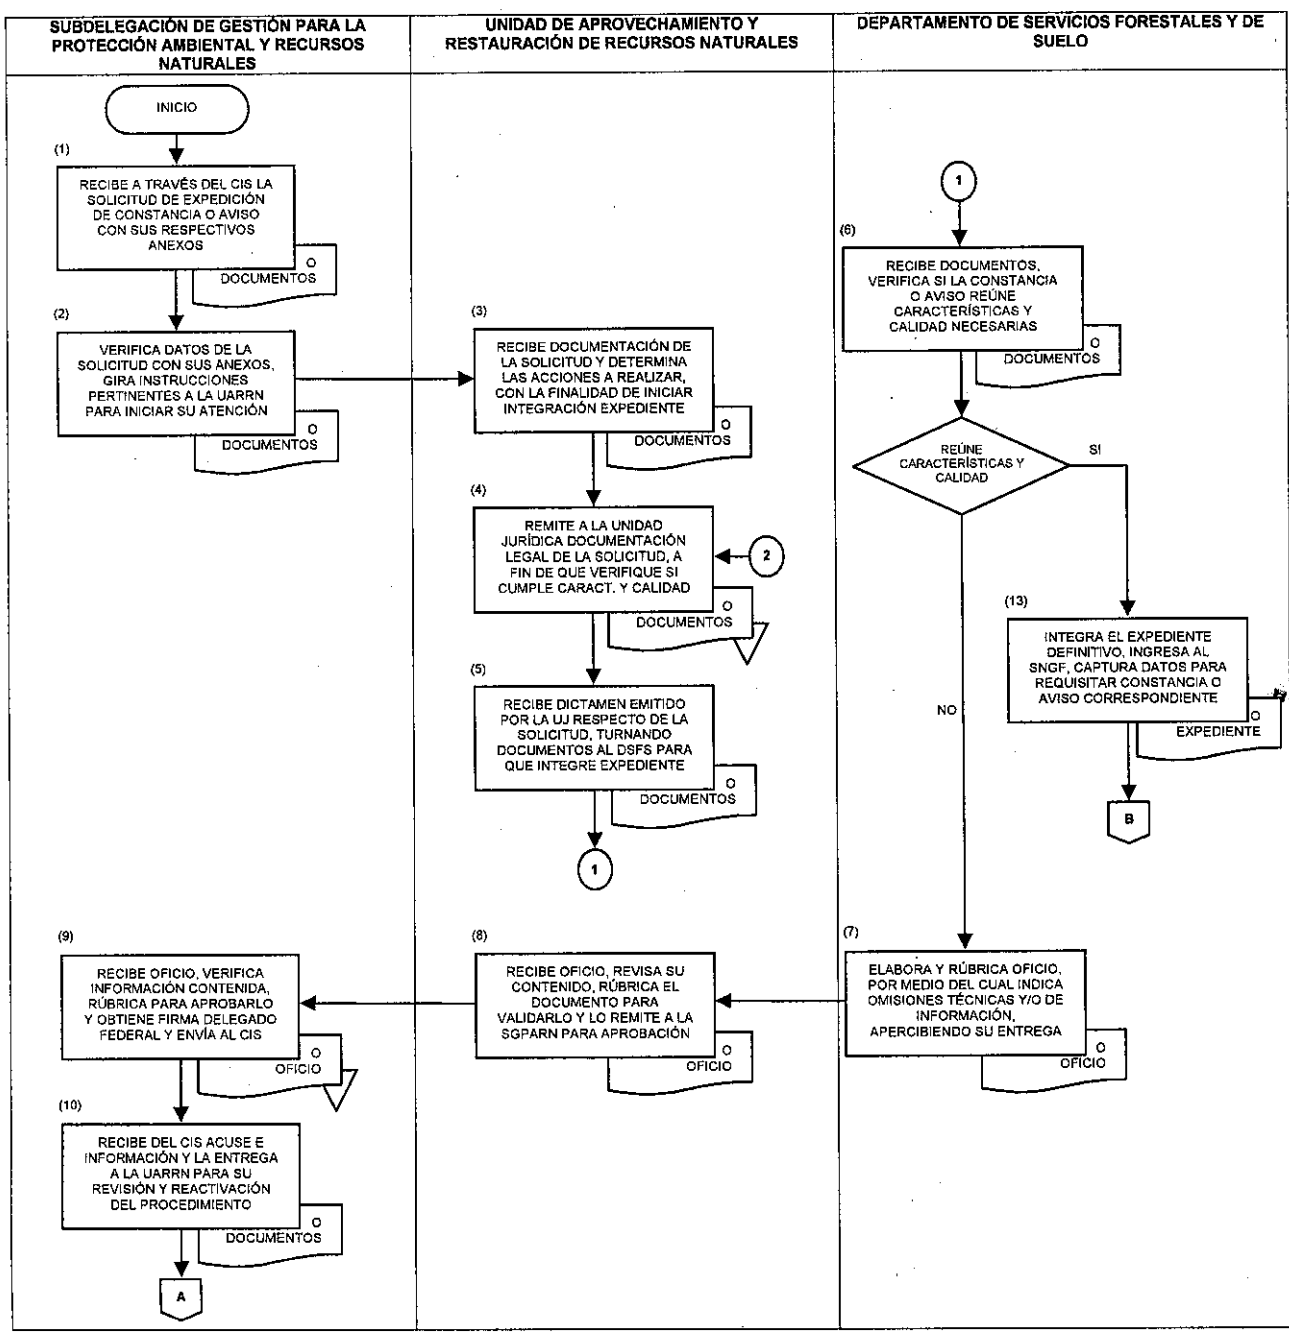 SUBDELEGACIÓN DE GESTIÓN PARA LA
PROTECCIÓN AMBIENTAL Y RECURSOS
NATURALES
UNIDAD DE APROVECHAMIENTO Y
RESTAURACIÓN DE RECURSOS NATURALES
DEPARTAMENTO DE SERVICIOS FORESTALES Y DE
SUELO
INICIO
(1)
RECIBE A TRAVÉS DEL CIS LA
SOLICITUD DE EXPEDICIÓN
DE CONSTANCIA O AVISO
CON SUS RESPECTIVOS
ANEXOS
O
DOCUMENTOS
(2)
VERIFICA DATOS DE LA
SOLICITUD CON SUS ANEXOS,
GIRA INSTRUCCIONES
PERTINENTES A LA UARRN
PARA INICIAR SU ATENCIÓN
O
DOCUMENTOS
(3)
RECIBE DOCUMENTACIÓN DE
LA SOLICITUD Y DETERMINA
LAS ACCIONES A REALIZAR,
CON LA FINALIDAD DE INICIAR
INTEGRACIÓN EXPEDIENTE
O
DOCUMENTOS
(4)
REMITE A LA UNIDAD
JURÍDICA DOCUMENTACIÓN
LEGAL DE LA SOLICITUD, A
FIN DE QUE VERIFIQUE SI
CUMPLE CARACT. Y CALIDAD
2
O
DOCUMENTOS
(5)
RECIBE DICTAMEN EMITIDO
POR LA UJ RESPECTO DE LA
SOLICITUD, TURNANDO
DOCUMENTOS AL DSFS PARA
QUE INTEGRE EXPEDIENTE
O
DOCUMENTOS
1
1
(6)
RECIBE DOCUMENTOS,
VERIFICA SI LA CONSTANCIA
O AVISO REÚNE
CARACTERÍSTICAS Y
CALIDAD NECESARIAS
O
DOCUMENTOS
REÚNE
CARACTERÍSTICAS Y
CALIDAD
SI
NO
(13)
INTEGRA EL EXPEDIENTE
DEFINITIVO, INGRESA AL
SNGF, CAPTURA DATOS PARA
REQUISITAR CONSTANCIA O
AVISO CORRESPONDIENTE
O
EXPEDIENTE
B
(7)
ELABORA Y RÚBRICA OFICIO,
POR MEDIO DEL CUAL INDICA
OMISIONES TÉCNICAS Y/O DE
INFORMACIÓN,
APERCIBIENDO SU ENTREGA
O
OFICIO
(8)
RECIBE OFICIO, REVISA SU
CONTENIDO, RÚBRICA EL
DOCUMENTO PARA
VALIDARLO Y LO REMITE A LA
SGPARN PARA APROBACIÓN
O
OFICIO
(9)
RECIBE OFICIO, VERIFICA
INFORMACIÓN CONTENIDA,
RÚBRICA PARA APROBARLO
Y OBTIENE FIRMA DELEGADO
FEDERAL Y ENVÍA AL CIS
O
OFICIO
(10)
RECIBE DEL CIS ACUSE E
INFORMACIÓN Y LA ENTREGA
A LA UARRN PARA SU
REVISIÓN Y REACTIVACIÓN
DEL PROCEDIMIENTO
O
DOCUMENTOS
A